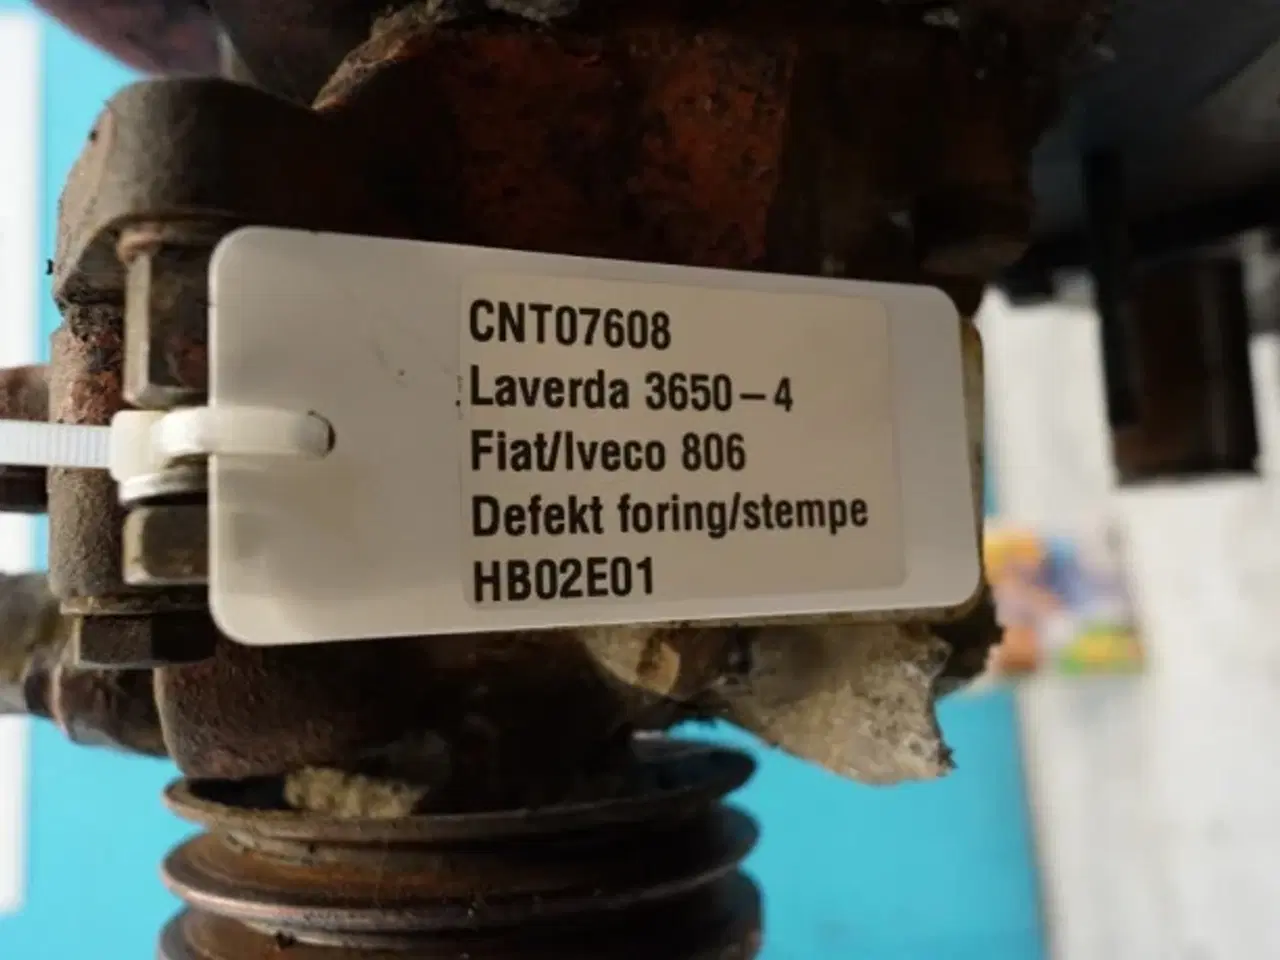 CNT07608
Laverda 3650-4
Fiat/Iveco 806
Defekt foring/stempe
HB02E01